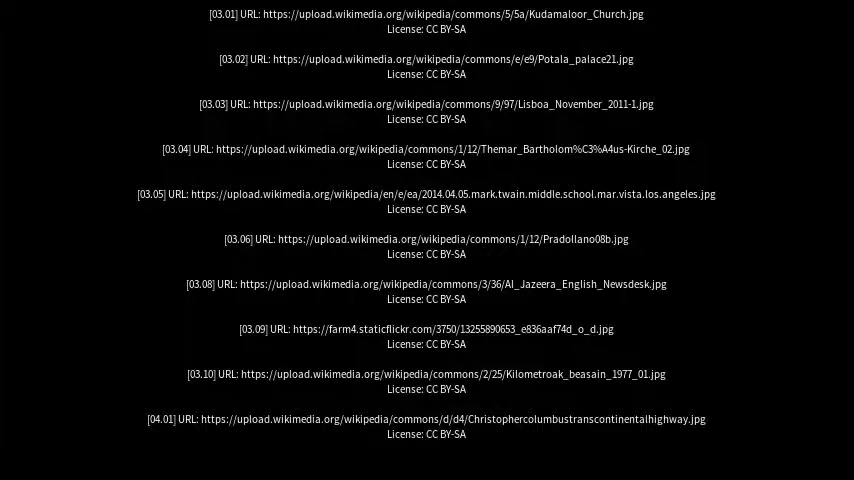 [03.01] URL: https://upload.wikimedia.org/wikipedia/commons/5/5a/Kudamaloor_Church.jpg
License: CC BY-SA
[03.02] URL: https://upload.wikimedia.org/wikipedia/commons/e/e9/Potala_palace21.jpg
License: CC BY-SA
[03.03] URL: https://upload.wikimedia.org/wikipedia/commons/9/97/Lisboa_November_2011-1.jpg
License: CC BY-SA
[03.04] URL: https://upload.wikimedia.org/wikipedia/commons/1/12/Themar_Bartholom%C3%A4us-Kirche_02.jpg
License: CC BY-SA
[03.05] URL: https://upload.wikimedia.org/wikipedia/en/e/ea/2014.04.05.mark.twain.middle.school.mar.vista.los.angeles.jpg
License: CC BY-SA
[03.06] URL: https://upload.wikimedia.org/wikipedia/commons/1/12/Pradollano08b.jpg
License: CC BY-SA
[03.08] URL: https://upload.wikimedia.org/wikipedia/commons/3/36/Al_Jazeera_English_Newsdesk.jpg
License: CC BY-SA
[03.09] URL: https://farm4.staticflickr.com/3750/13255890653_e836aaf74d_o_d.jpg
License: CC BY-SA
[03.10] URL: https://upload.wikimedia.org/wikipedia/commons/2/25/Kilometroak_beasain_1977_01.jpg
License: CC BY-SA
[04.01] URL: https://upload.wikimedia.org/wikipedia/commons/d/d4/Christophercolumbustranscontinentalhighway.jpg
License: CC BY-SA